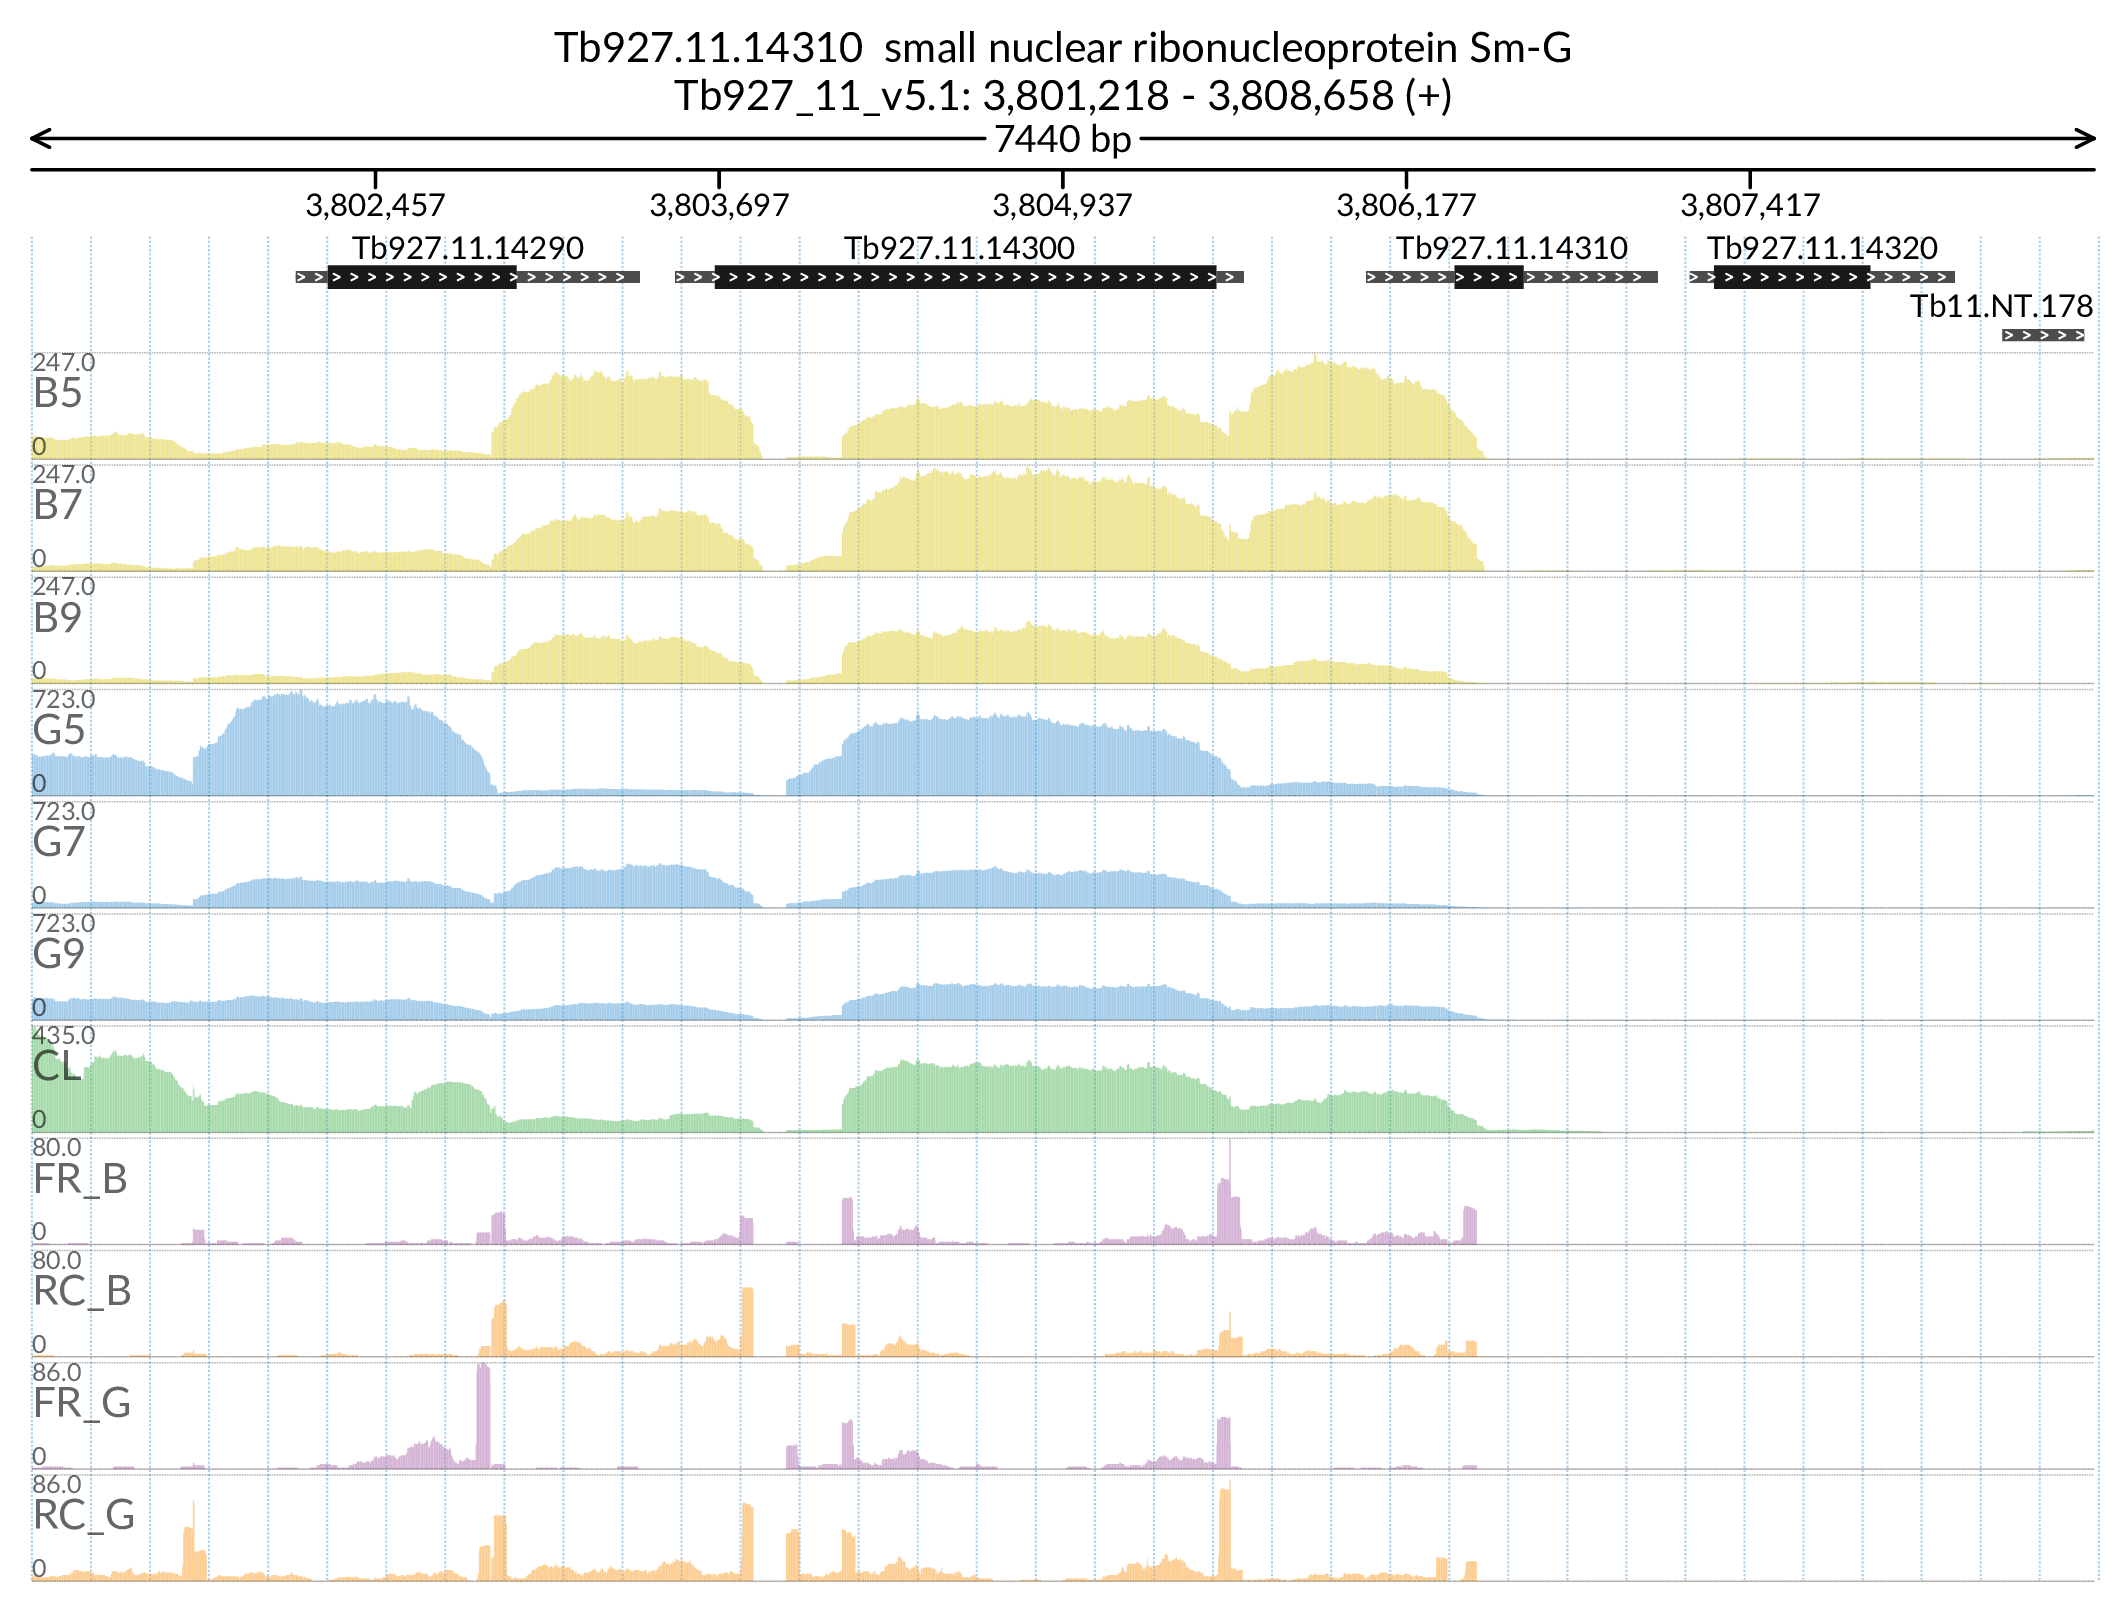 Tb927.11.14310  small nuclear ribonucleoprotein Sm-G
Tb927_11_v5.1: 3,801,218 - 3,808,658 (+)
7440 bp
3,802,457 3,803,697 3,804,937 3,806,177 3,807,417
Tb927.11.14290 Tb927.11.14300 Tb927.11.14310 Tb927.11.14320
Tb11.NT.178
247.0
B5
0
247.0
B7
0
247.0
B9
0
723.0
G5
0
723.0
G7
0
723.0
G9
0
435.0
CL
0
80.0
FR_B
0
80.0
RC_B
0
86.0
FR_G
0
86.0
RC_G
0